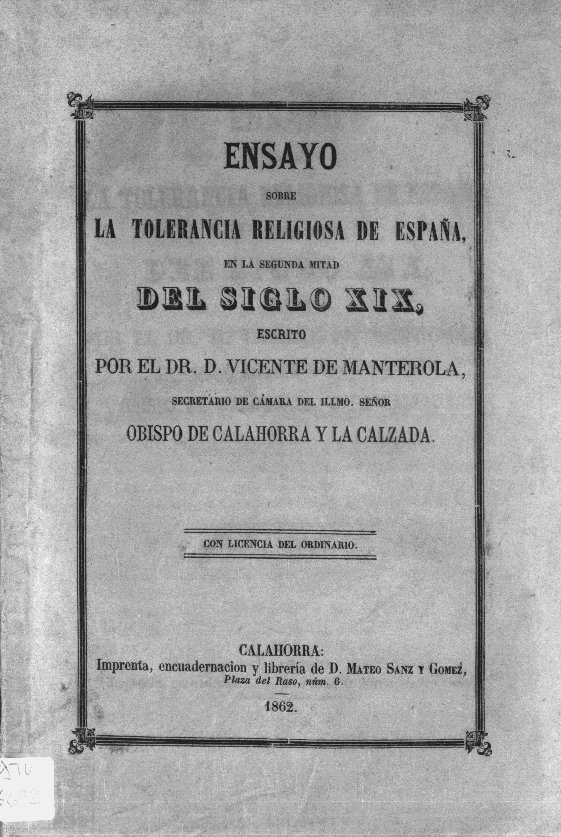 ENSAYO
SOBRE
LA TOLERANCIA RELIGIOSA DE ESPAÑA,
EN LA SEGUNDA MITAD
DEL SIGLO XIX,
ESCRITO
POR EL DR. D. VICENTE DE MANTEROLA,
SECRETARIO DE CÁMARA DEL ILLMO. SEÑOR
OBISPO DE CALAHORRA Y LA CALZADA.
CON LICENCIA DEL ORDINARIO.
CALAHORRA:
Imprenta, encuadernacion y librería de D. MATEO SANZ Y GOMEZ,
Plaza del Raso, núm. 6.
1862.